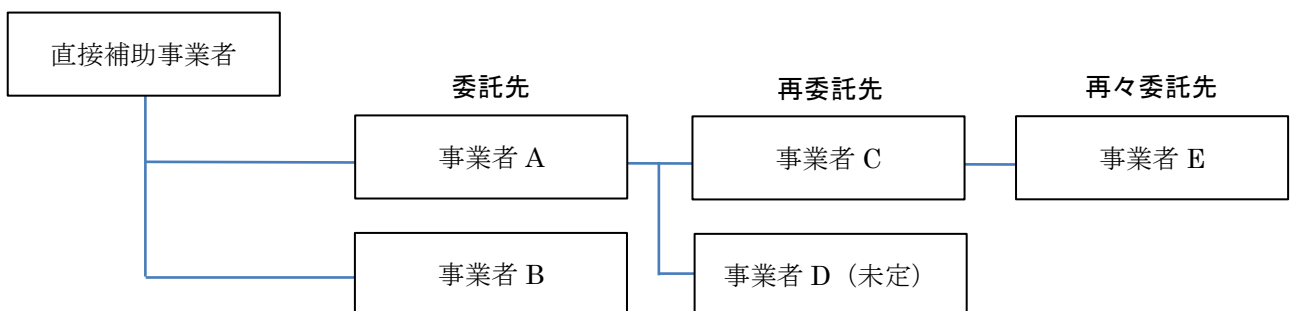 直接補助事業者
委託先
再委託先
再々委託先
事業者 A
事業者 C
事業者 E
事業者 B
事業者 D（未定）